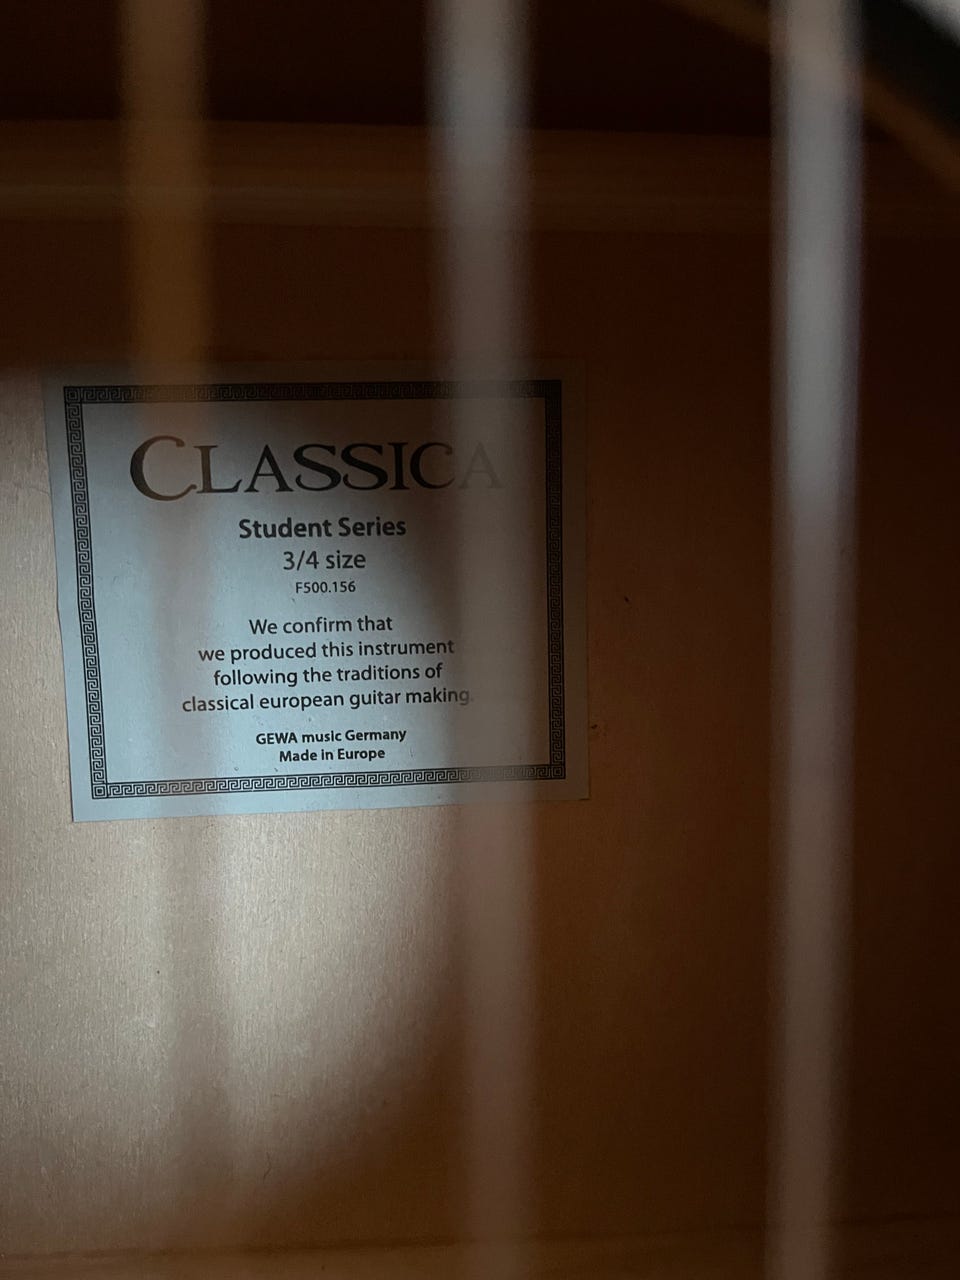 CLASSICA
Student Series
3/4 size
F500.156
We confirm that
we produced this instrument
following the traditions of
classical european guitar making.
GEWA music Germany
Made in Europe